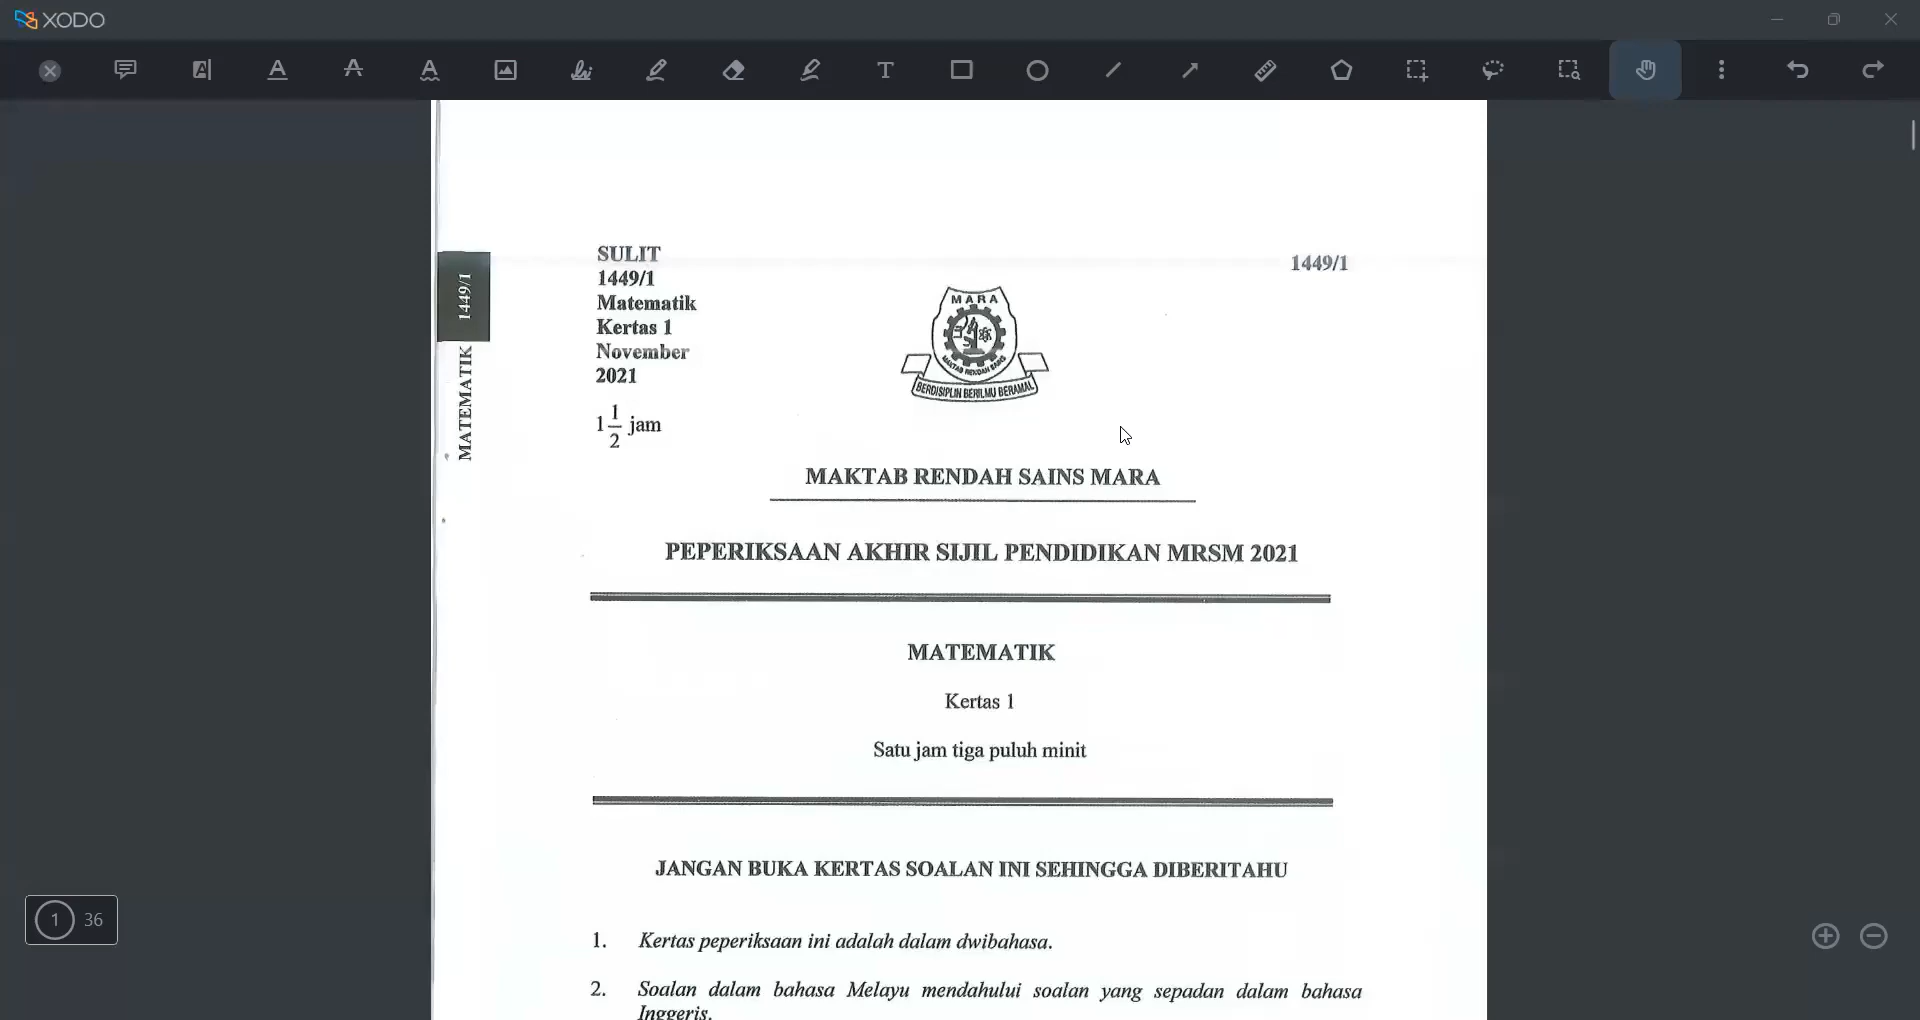 XODO
SULIT
1449/1
1449/1
Matematik
Kertas 1
November
2021
1 1/2 jam
MARA
MAKTAB RENDAH SAINS
BERDISIPLIN BERILMU BERAMAL
1449/1
MATEMATIK
MAKTAB RENDAH SAINS MARA
PEPERIKSAAN AKHIR SIJIL PENDIDIKAN MRSM 2021
MATEMATIK
Kertas 1
Satu jam tiga puluh minit
JANGAN BUKA KERTAS SOALAN INI SEHINGGA DIBERITAHU
1. Kertas peperiksaan ini adalah dalam dwibahasa.
2. Soalan dalam bahasa Melayu mendahului soalan yang sepadan dalam bahasa
Inggeris.
1 36